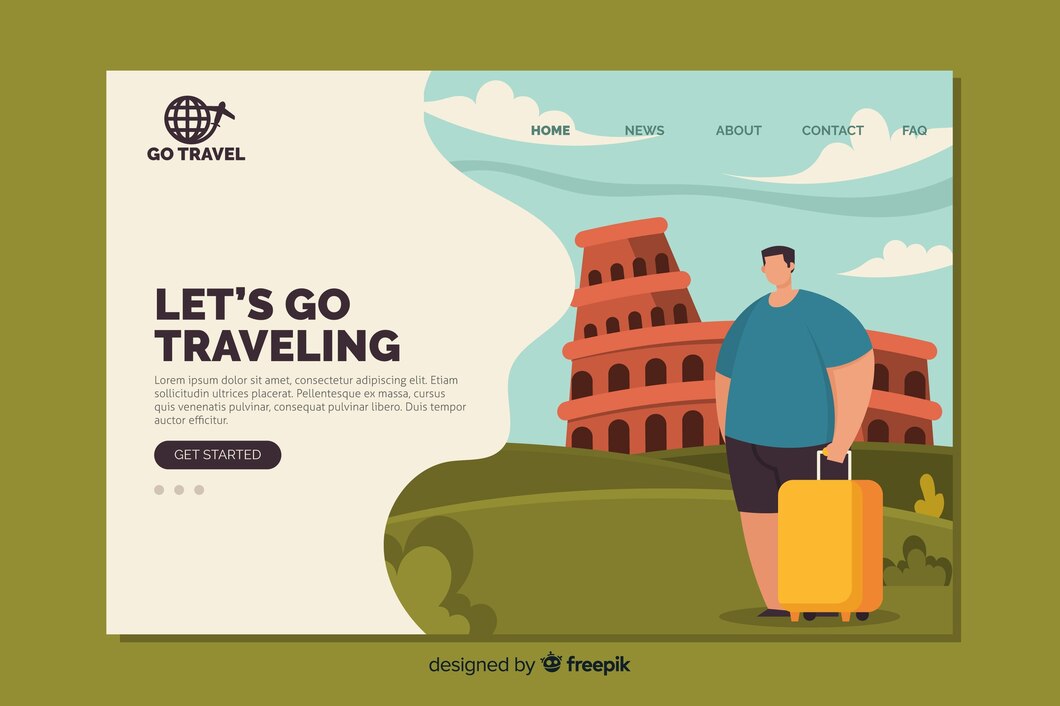 GO TRAVEL
HOME NEWS ABOUT CONTACT FAQ
LET'S GO
TRAVELING
Lorem ipsum dolor sit amet, consectetur adipiscing elit. Etiam
sollicitudin ultrices placerat. Pellentesque ex massa, cursus
quis venenatis pulvinar, consequat pulvinar libero. Duis tempor
auctor efficitur.
GET STARTED
designed by freepik